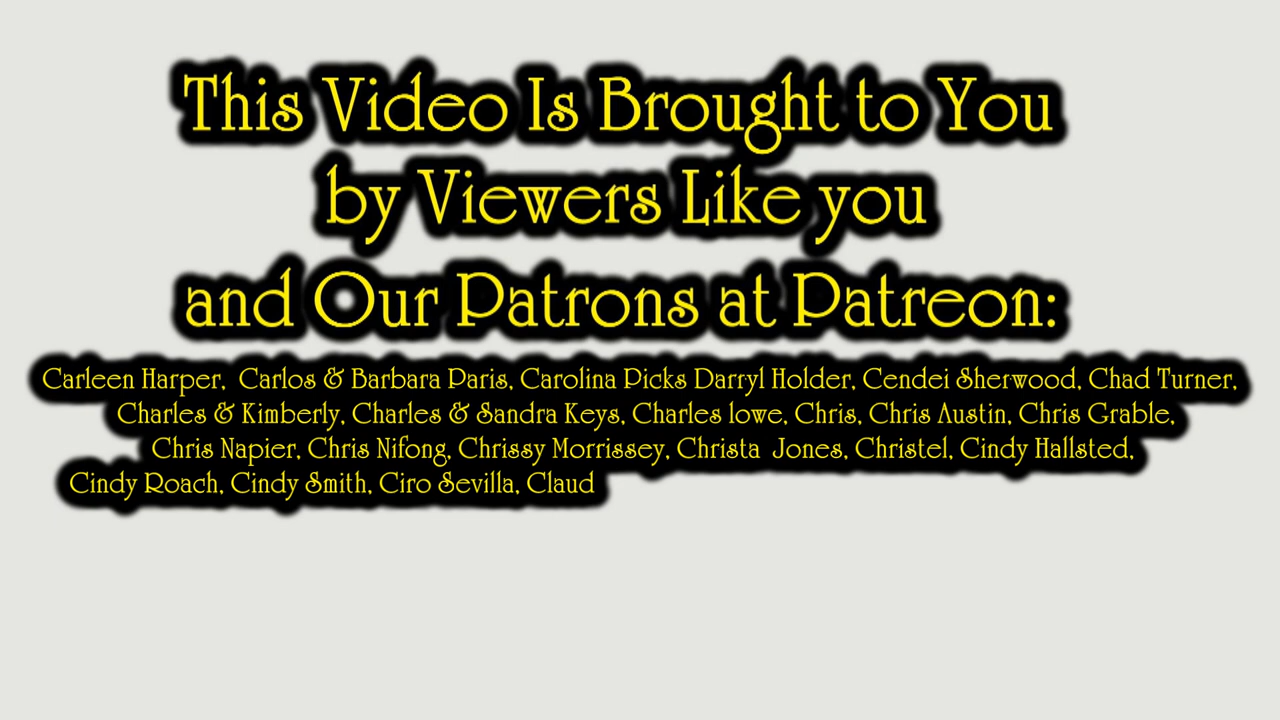 This Video Is Brought to You
by Viewers Like you
and Our Patrons at Patreon:
Carleen Harper,  Carlos & Barbara Paris, Carolina Picks Darryl Holder, Cendei Sherwood, Chad Turner,
Charles & Kimberly, Charles & Sandra Keys, Charles lowe, Chris, Chris Austin, Chris Grable,
Chris Napier, Chris Nifong, Chrissy Morrissey, Christa  Jones, Christel, Cindy Hallsted,
Cindy Roach, Cindy Smith, Ciro Sevilla, Claud